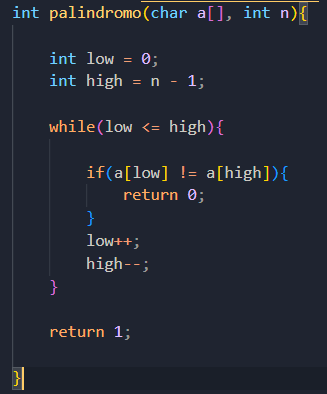 int palindromo(char a[], int n){
int low = 0;
int high = n - 1;
while(low <= high){
if(a[low] != a[high]){
return 0;
}
low++;
high--;
}
return 1;
}